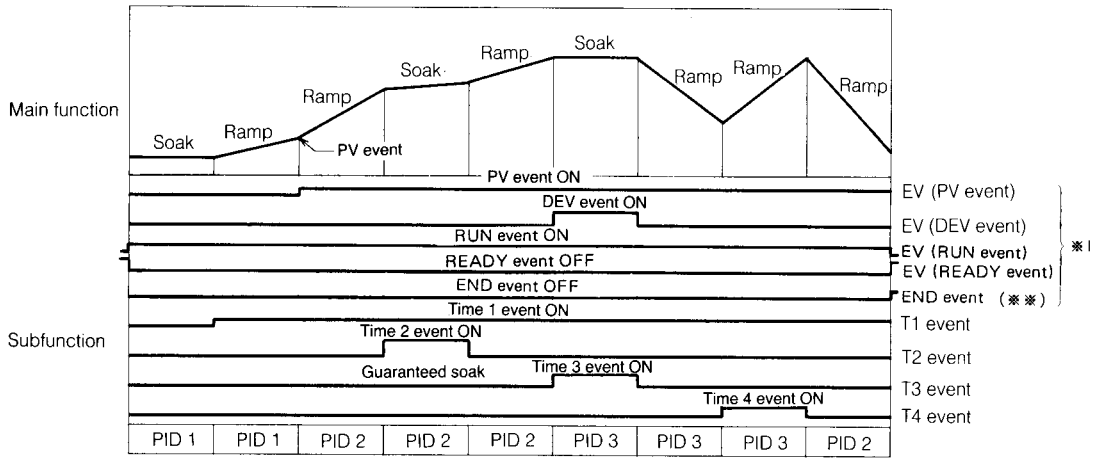 Main function
Soak
Ramp
Ramp
Soak
Ramp
Soak
Ramp
Ramp
Ramp
PV event
PV event ON
EV (PV event)
DEV event ON
EV (DEV event)
RUN event ON
EV (RUN event)
READY event OFF
EV (READY event)
END event OFF
END event (※※)
※1
Subfunction
Time 1 event ON
T1 event
Time 2 event ON
T2 event
Guaranteed soak
Time 3 event ON
T3 event
Time 4 event ON
T4 event
PID 1 PID 1 PID 2 PID 2 PID 2 PID 3 PID 3 PID 3 PID 2